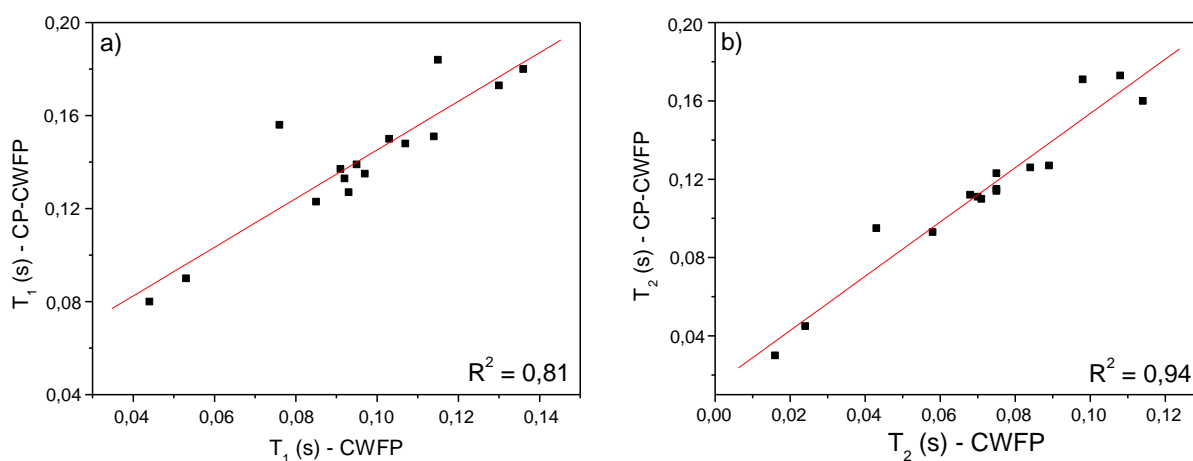 a)
0,20
0,16
0,12
0,08
0,04
T1 (s) - CP-CWFP
R2 = 0,81
0,04 0,06 0,08 0,10 0,12 0,14
T1 (s) - CWFP
b)
0,20
0,16
0,12
0,08
0,04
T2 (s) - CP-CWFP
R2 = 0,94
0,00 0,02 0,04 0,06 0,08 0,10 0,12
T2 (s) - CWFP